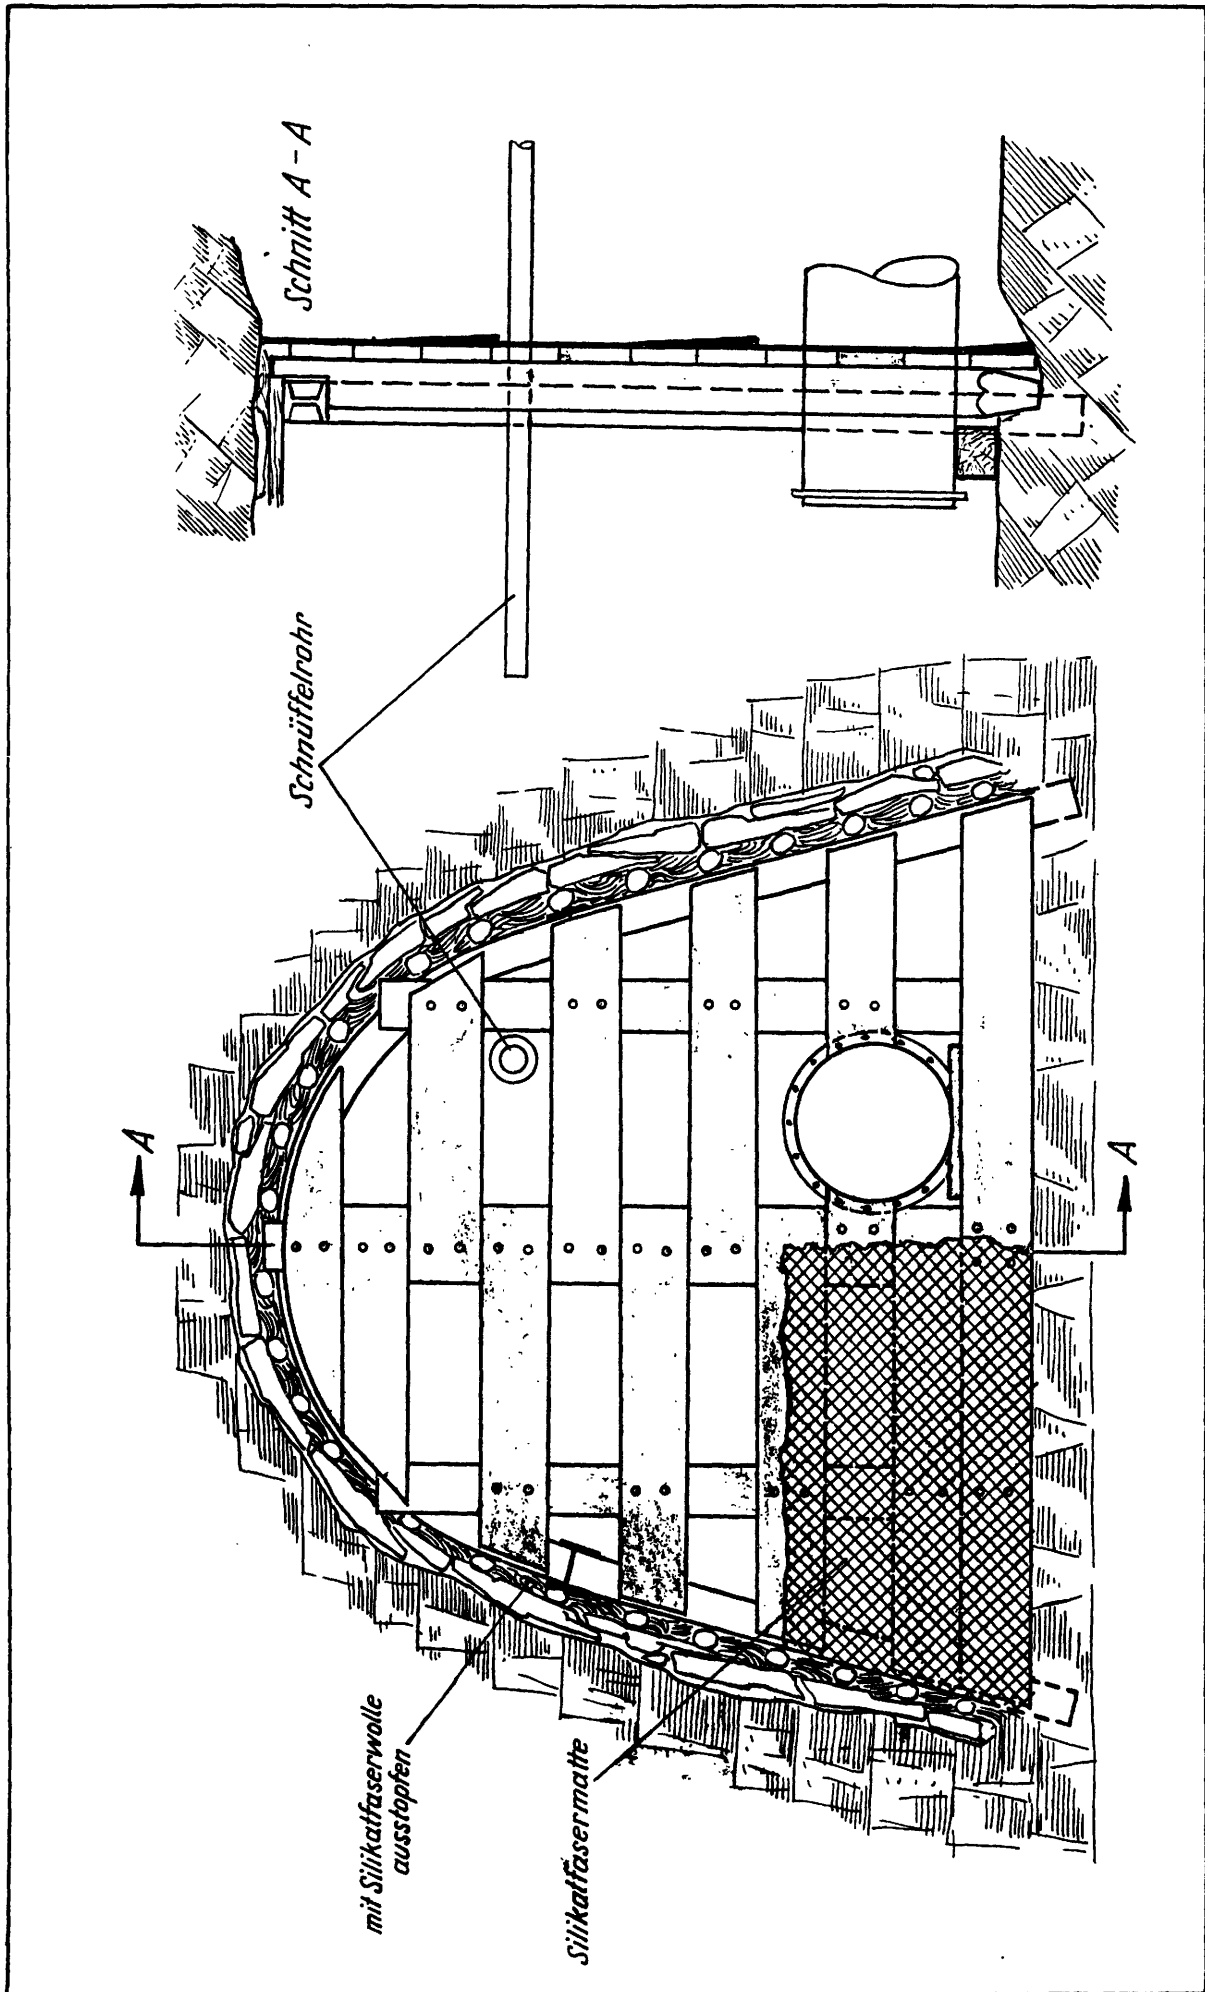 mit Silikatfaserwolle
ausstopfen
Silikatfasermatte
A
A
Schnüffelrohr
Schnitt A - A